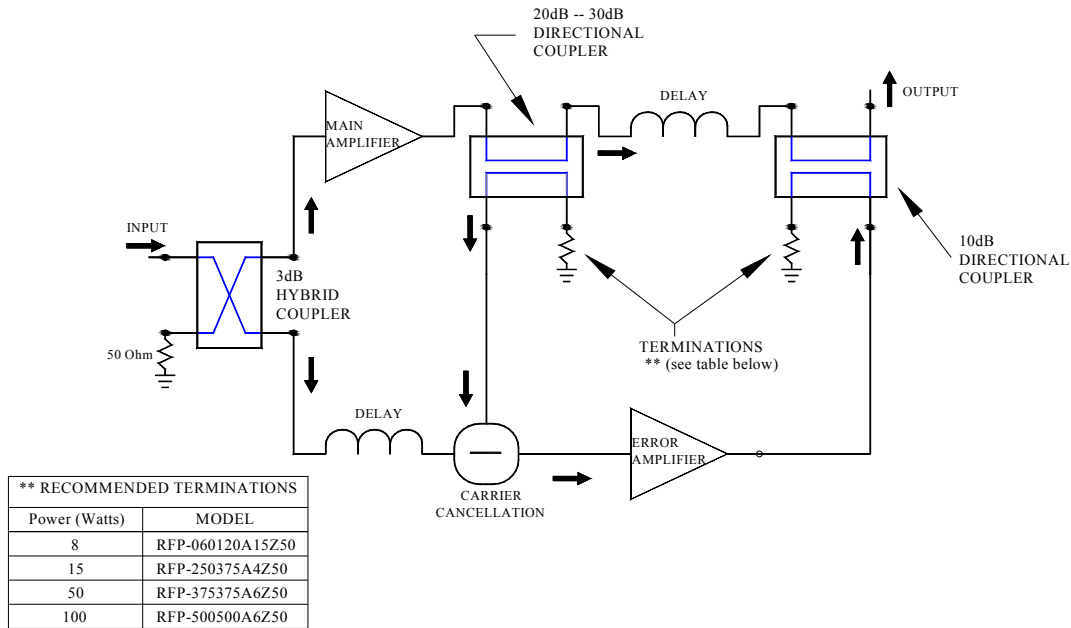 20dB -- 30dB
DIRECTIONAL
COUPLER
DELAY
OUTPUT
MAIN
AMPLIFIER
INPUT
3dB
HYBRID
COUPLER
10dB
DIRECTIONAL
COUPLER
50 Ohm
TERMINATIONS
** (see table below)
DELAY
ERROR
AMPLIFIER
CARRIER
CANCELLATION
** RECOMMENDED TERMINATIONS
Power (Watts) MODEL
8 RFP-060120A15Z50
15 RFP-250375A4Z50
50 RFP-375375A6Z50
100 RFP-500500A6Z50